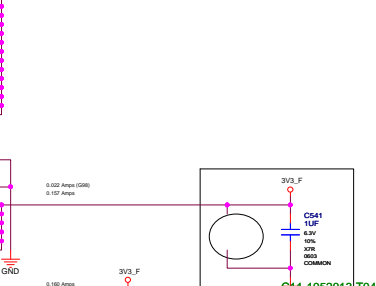 3V3_F
0.022 Amps (G98)
0.157 Amps
C541
1UF
6.3V
10%
X7R
0603
COMMON
GND
3V3_F
0.160 Amps